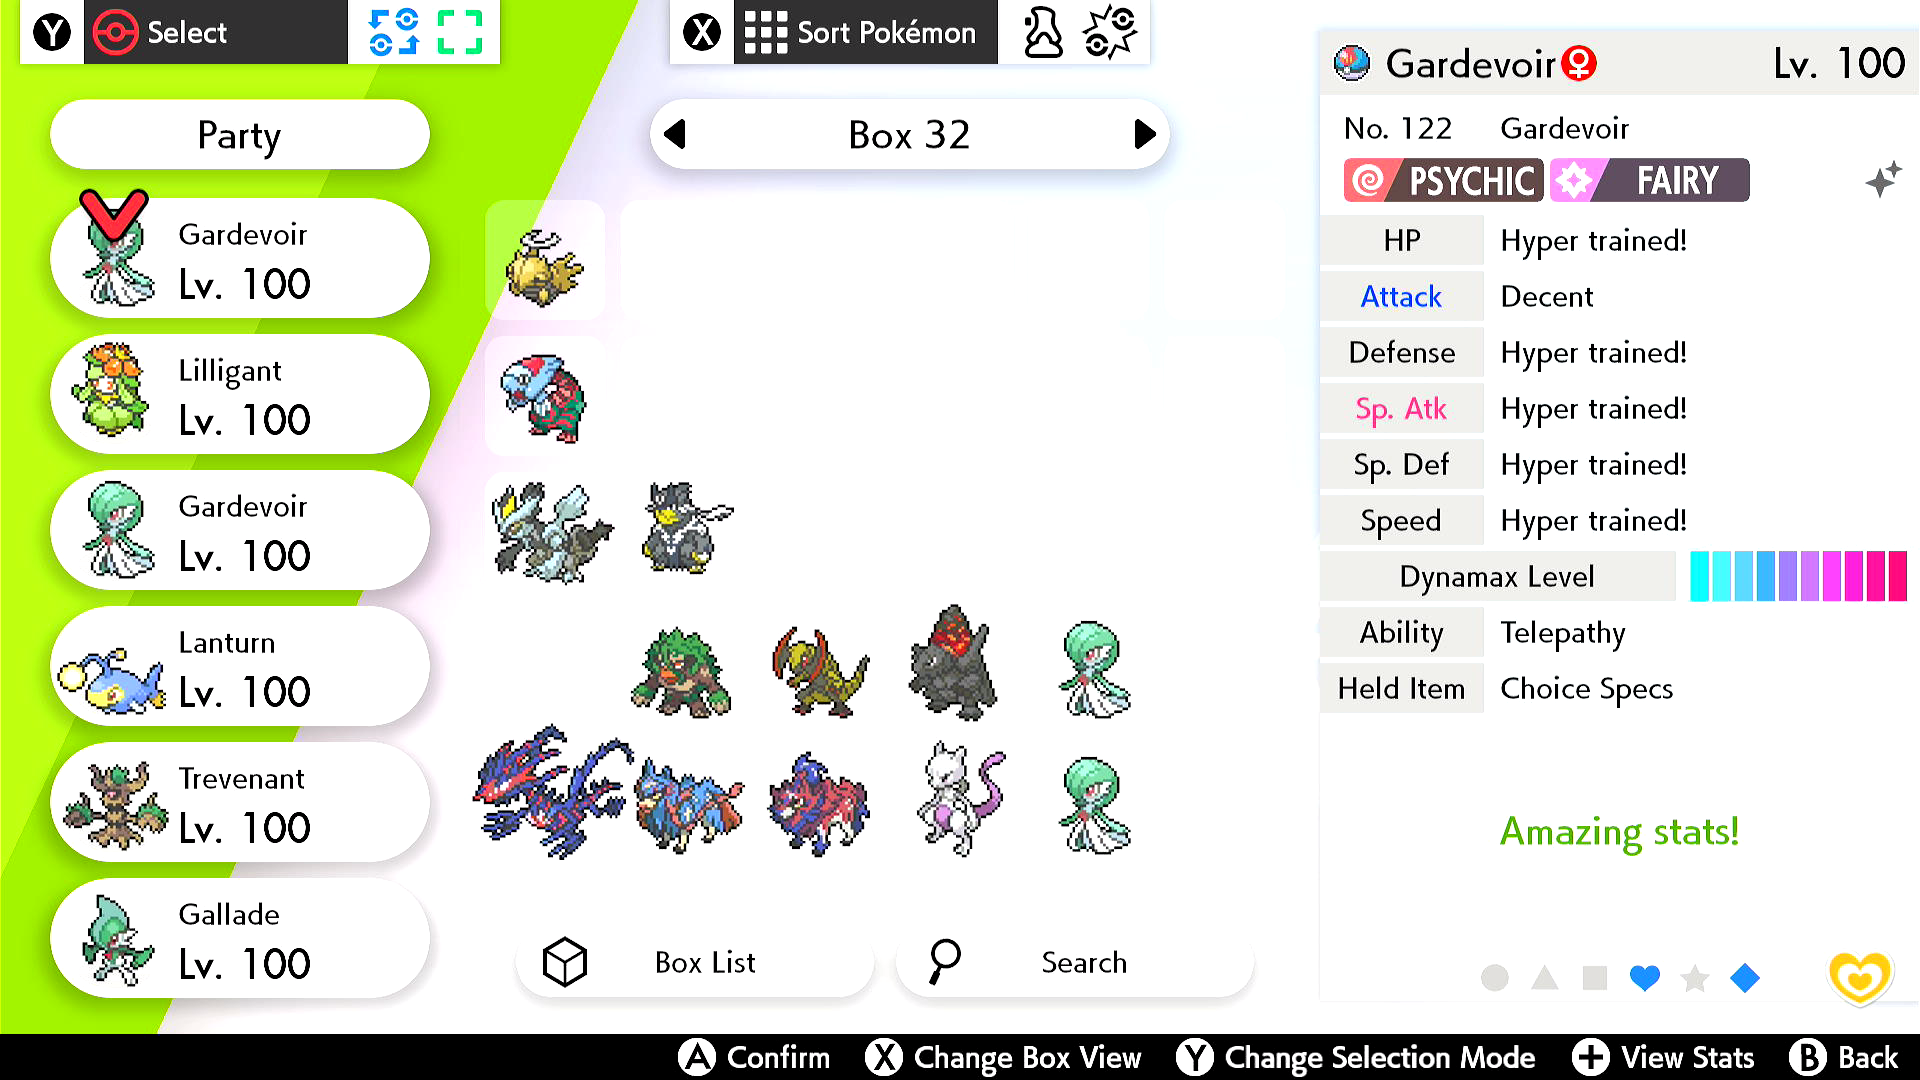 Y Select
X Sort Pokémon
Party
Box 32
Gardevoir
Lv. 100
Lilligant
Lv. 100
Gardevoir
Lv. 100
Lanturn
Lv. 100
Trevenant
Lv. 100
Gallade
Lv. 100
Box List
Search
Gardevoir♀ Lv. 100
No. 122 Gardevoir
PSYCHIC FAIRY
HP Hyper trained!
Attack Decent
Defense Hyper trained!
Sp. Atk Hyper trained!
Sp. Def Hyper trained!
Speed Hyper trained!
Dynamax Level
Ability Telepathy
Held Item Choice Specs
Amazing stats!
A Confirm X Change Box View Y Change Selection Mode + View Stats B Back